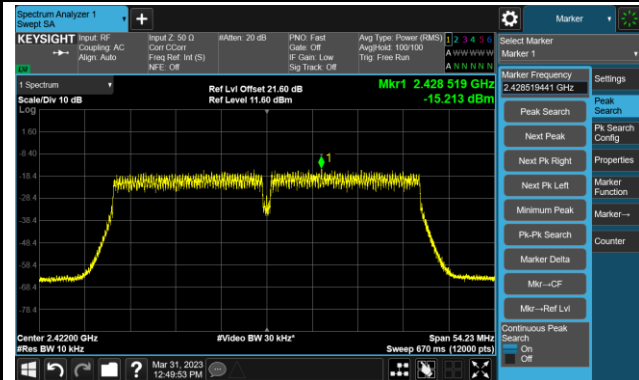 Spectrum Analyzer 1
Swept SA
+
Marker
KEYSIGHT
Input: RF
Coupling: AC
Align: Auto
Input Z: 50 Ω
Corr CCorr
Freq Ref: Int (S)
NFE: Off
#Atten: 20 dB
PNO: Fast
Gate: Off
IF Gain: Low
Sig Track: Off
Avg Type: Power (RMS)
Avg|Hold: 100/100
Trig: Free Run
1 2 3 4 5 6
A W W W W W
A N N N N N
Select Marker
Marker 1
LXI
1 Spectrum
Scale/Div 10 dB
Log
Ref Lvl Offset 21.60 dB
Ref Level 11.60 dBm
Mkr1 2.428 519 GHz
-15.213 dBm
1.60
-8.40
-18.4
-28.4
-38.4
-48.4
-58.4
-68.4
-78.4
1
Center 2.42200 GHz
#Res BW 10 kHz
#Video BW 30 kHz*
Span 54.23 MHz
Sweep 670 ms (12000 pts)
Marker Frequency
2.428519441 GHz
Peak Search
Next Peak
Next Pk Right
Next Pk Left
Minimum Peak
Pk-Pk Search
Marker Delta
Mkr→CF
Mkr→Ref Lvl
Continuous Peak
Search
On
Off
Settings
Peak
Search
Pk Search
Config
Properties
Marker
Function
Marker→
Counter
?
Mar 31, 2023
12:49:53 PM